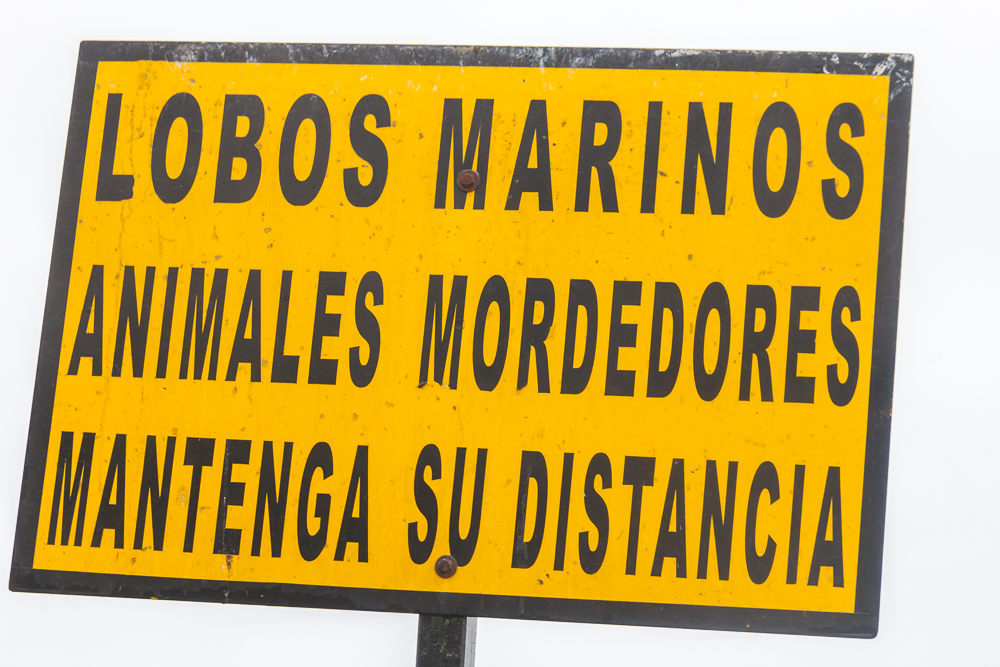 LOBOS MARINOS
ANIMALES MORDEDORES
MANTENGA SU DISTANCIA